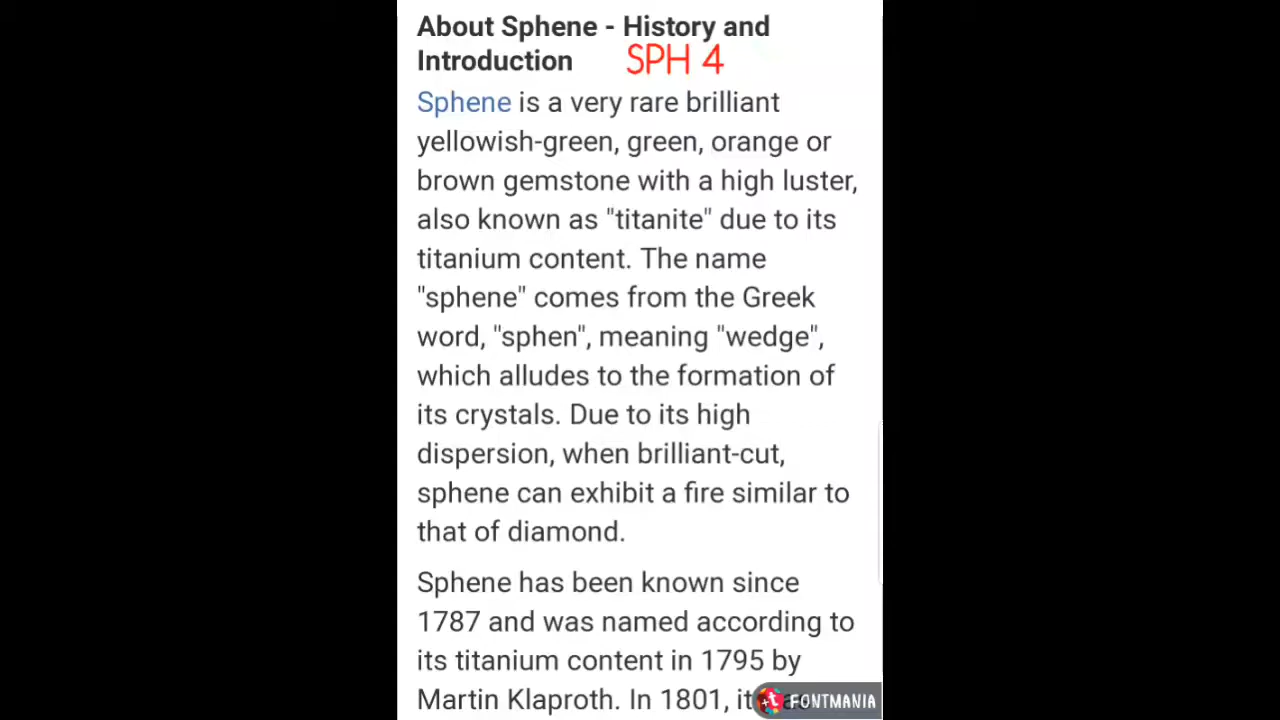 About Sphene - History and
Introduction SPH 4
Sphene is a very rare brilliant
yellowish-green, green, orange or
brown gemstone with a high luster,
also known as "titanite" due to its
titanium content. The name
"sphene" comes from the Greek
word, "sphen", meaning "wedge",
which alludes to the formation of
its crystals. Due to its high
dispersion, when brilliant-cut,
sphene can exhibit a fire similar to
that of diamond.
Sphene has been known since
1787 and was named according to
its titanium content in 1795 by
Martin Klaproth. In 1801, it
FONTMANIA